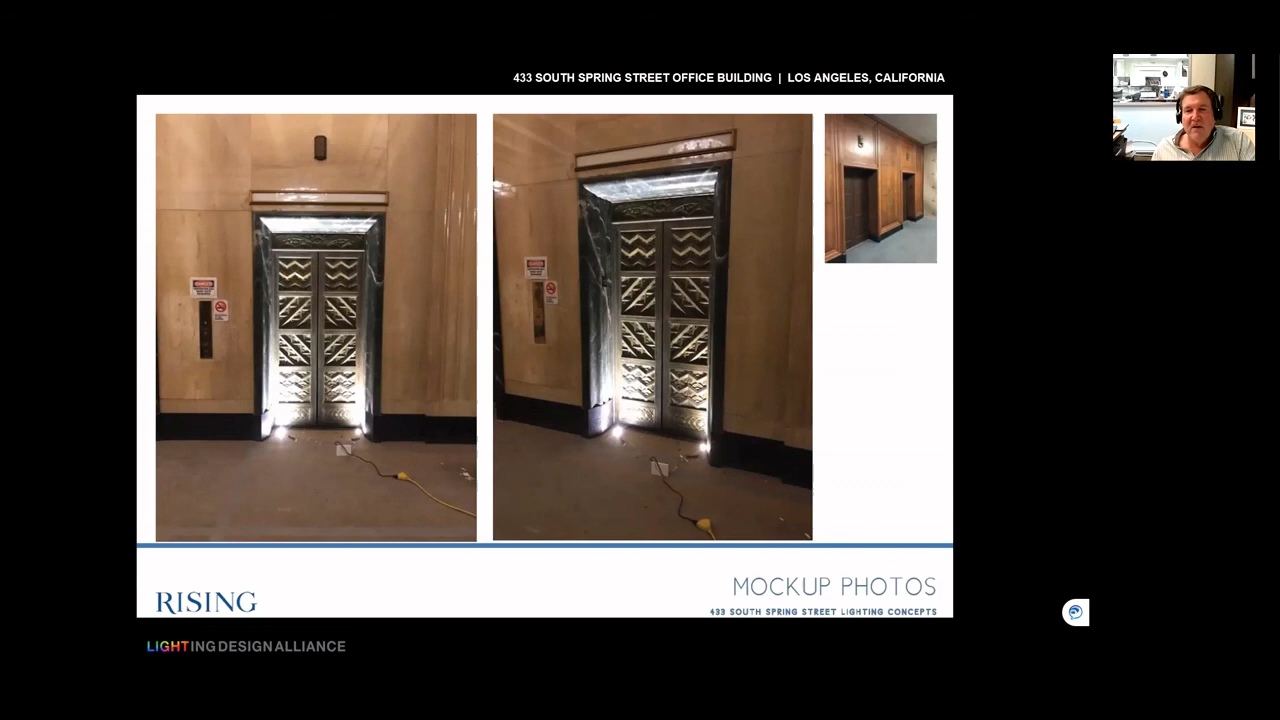 433 SOUTH SPRING STREET OFFICE BUILDING | LOS ANGELES, CALIFORNIA
DANGER
RISING
MOCKUP PHOTOS
433 SOUTH SPRING STREET LIGHTING CONCEPTS
LIGHTING DESIGN ALLIANCE